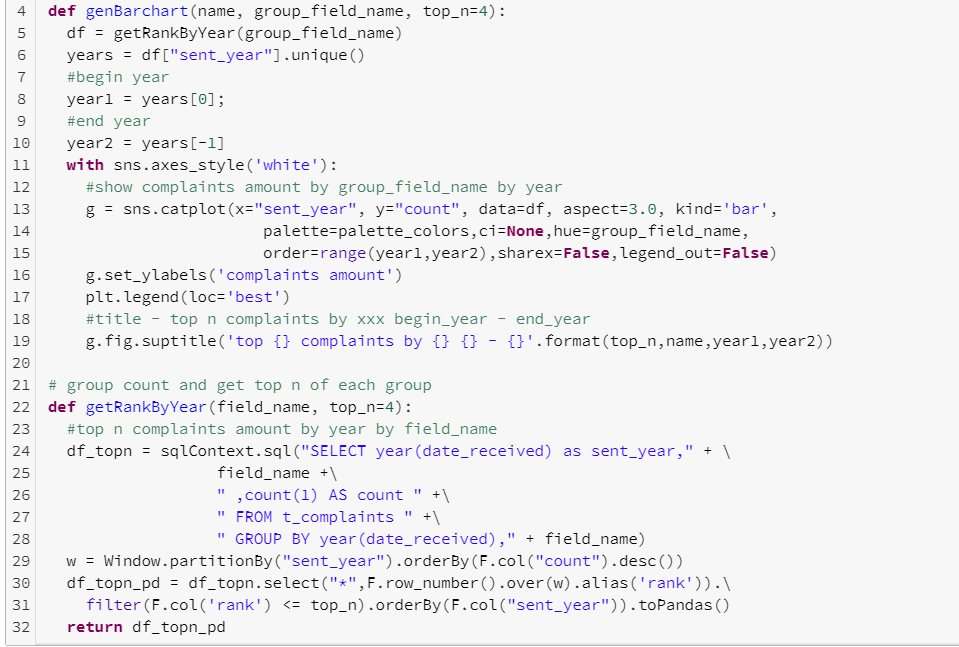 4 def genBarchart(name, group_field_name, top_n=4):
5   df = getRankByYear(group_field_name)
6   years = df["sent_year"].unique()
7   #begin year
8   year1 = years[0];
9   #end year
10   year2 = years[-1]
11   with sns.axes_style('white'):
12     #show complaints amount by group_field_name by year
13     g = sns.catplot(x="sent_year", y="count", data=df, aspect=3.0, kind='bar',
14                        palette=palette_colors,ci=None,hue=group_field_name,
15                        order=range(year1,year2),sharex=False,legend_out=False)
16     g.set_ylabels('complaints amount')
17     plt.legend(loc='best')
18     #title - top n complaints by xxx begin_year - end_year
19     g.fig.suptitle('top {} complaints by {} {} - {}'.format(top_n,name,year1,year2))
20
21 # group count and get top n of each group
22 def getRankByYear(field_name, top_n=4):
23   #top n complaints amount by year by field_name
24   df_topn = sqlContext.sql("SELECT year(date_received) as sent_year," + \
25                   field_name +\
26                   " ,count(1) AS count " +\
27                   " FROM t_complaints " +\
28                   " GROUP BY year(date_received)," + field_name)
29   w = Window.partitionBy("sent_year").orderBy(F.col("count").desc())
30   df_topn_pd = df_topn.select("*",F.row_number().over(w).alias('rank')).\
31     filter(F.col('rank') <= top_n).orderBy(F.col("sent_year")).toPandas()
32   return df_topn_pd